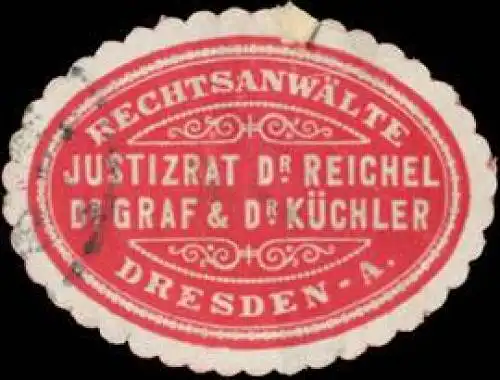 RECHTSANWÄLTE
JUSTIZRAT DR. REICHEL
DR. GRAF & DR. KÜCHLER
DRESDEN-A.